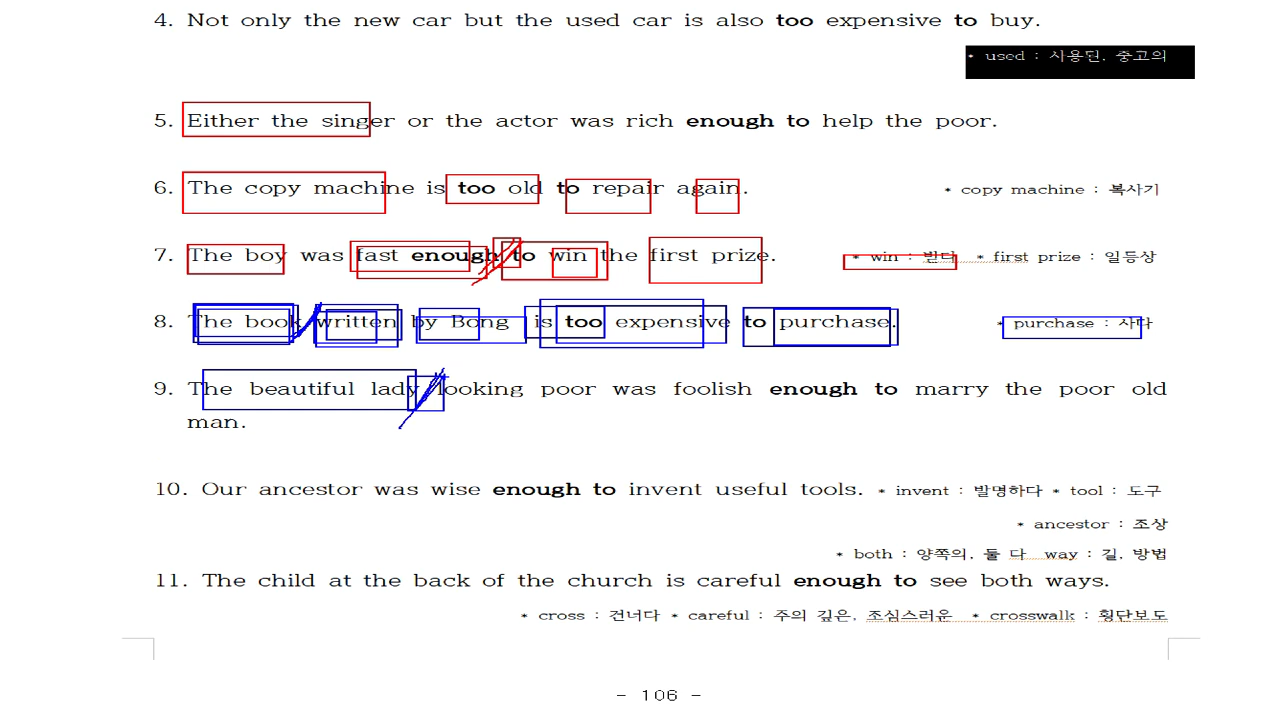 4. Not only the new car but the used car is also too expensive to buy.
* used : 사용된, 중고의
5. Either the singer or the actor was rich enough to help the poor.
6. The copy machine is too old to repair again. * copy machine : 복사기
7. The boy was fast enough to win the first prize. * win : 받다 * first prize : 일등상
8. The book written by Bong is too expensive to purchase. * purchase : 사다
9. The beautiful lady looking poor was foolish enough to marry the poor old
man.
10. Our ancestor was wise enough to invent useful tools. * invent : 발명하다 * tool : 도구
* ancestor : 조상
* both : 양쪽의, 둘 다 way : 길, 방법
11. The child at the back of the church is careful enough to see both ways.
* cross : 건너다 * careful : 주의 깊은, 조심스러운 * crosswalk : 횡단보도
- 106 -